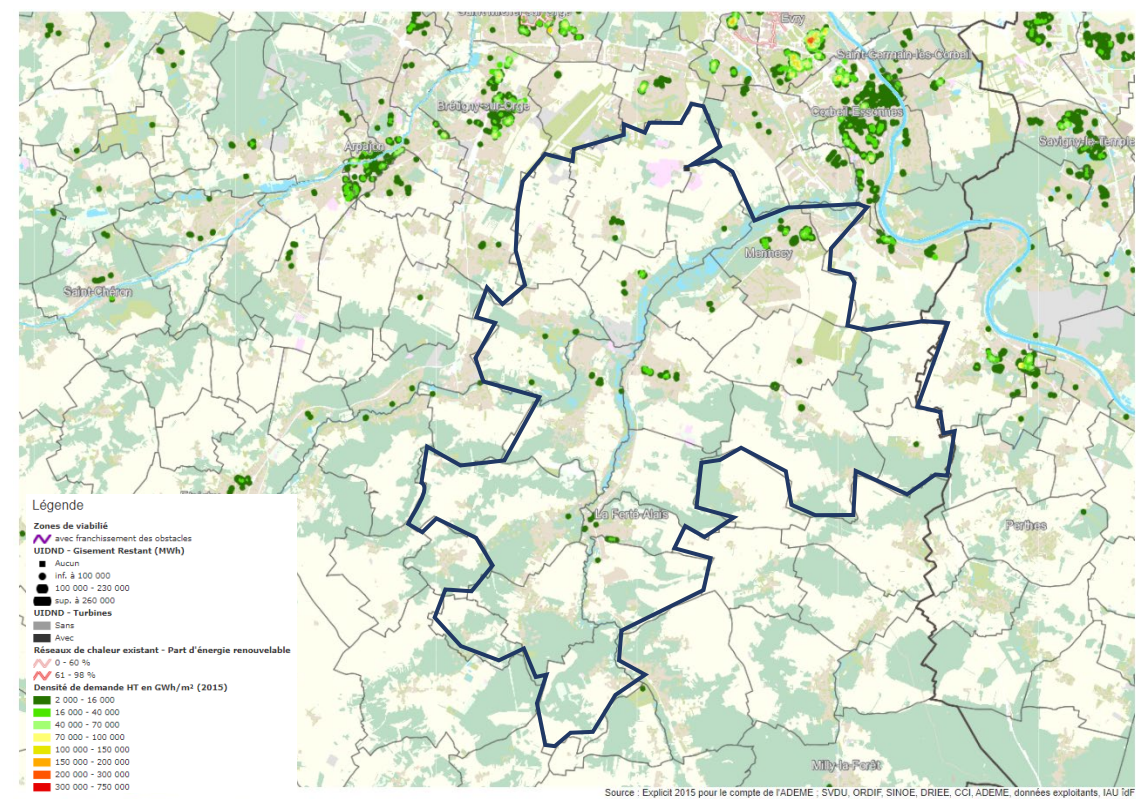 Evry
Saint-Germain-lès-Corbeil
Brétigny-sur-Orge
Corbeil-Essonnes
Arpajon
Savigny-le-Temple
Mennecy
Saint-Chéron
La Ferté-Alais
Perthes
Milly-la-Forêt
Légende
Zones de viabilié
avec franchissement des obstacles
UIDND - Gisement Restant (MWh)
Aucun
inf. à 100 000
100 000 - 230 000
sup. à 260 000
UIDND - Turbines
Sans
Avec
Réseaux de chaleur existant - Part d'énergie renouvelable
0 - 60 %
61 - 98 %
Densité de demande HT en GWh/m² (2015)
2 000 - 16 000
16 000 - 40 000
40 000 - 70 000
70 000 - 100 000
100 000 - 150 000
150 000 - 200 000
200 000 - 300 000
300 000 - 750 000
Source : Explicit 2015 pour le compte de l'ADEME ; SVDU, ORDIF, SINOE, DRIEE, CCI, ADEME, données exploitants, IAU îdF